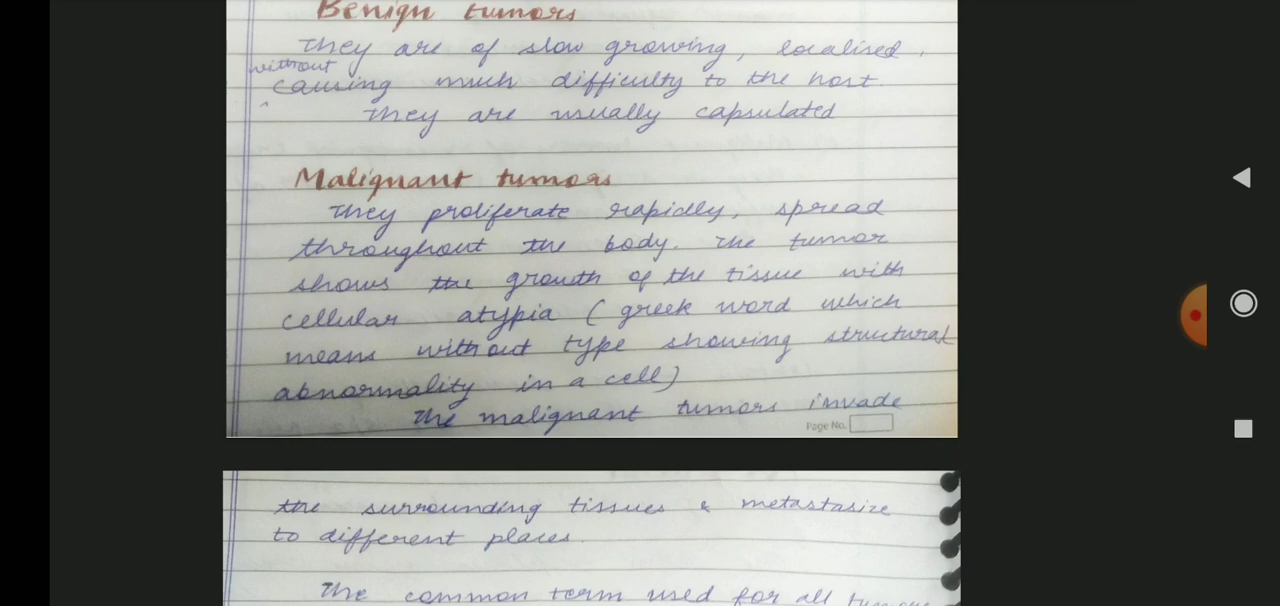 Benign tumors
They are of slow growing, localised.
without
causing much difficulty to the host.
They are usually capsulated
Malignant tumors
They proliferate rapidly, spread
throughout the body. The tumor
shows the growth of the tissue with
cellular atypia (greek word which
means without type showing structural
abnormality in a cell)
The malignant tumors invade
Page No.
the surrounding tissues & metastasize
to different places.
The common term used for all